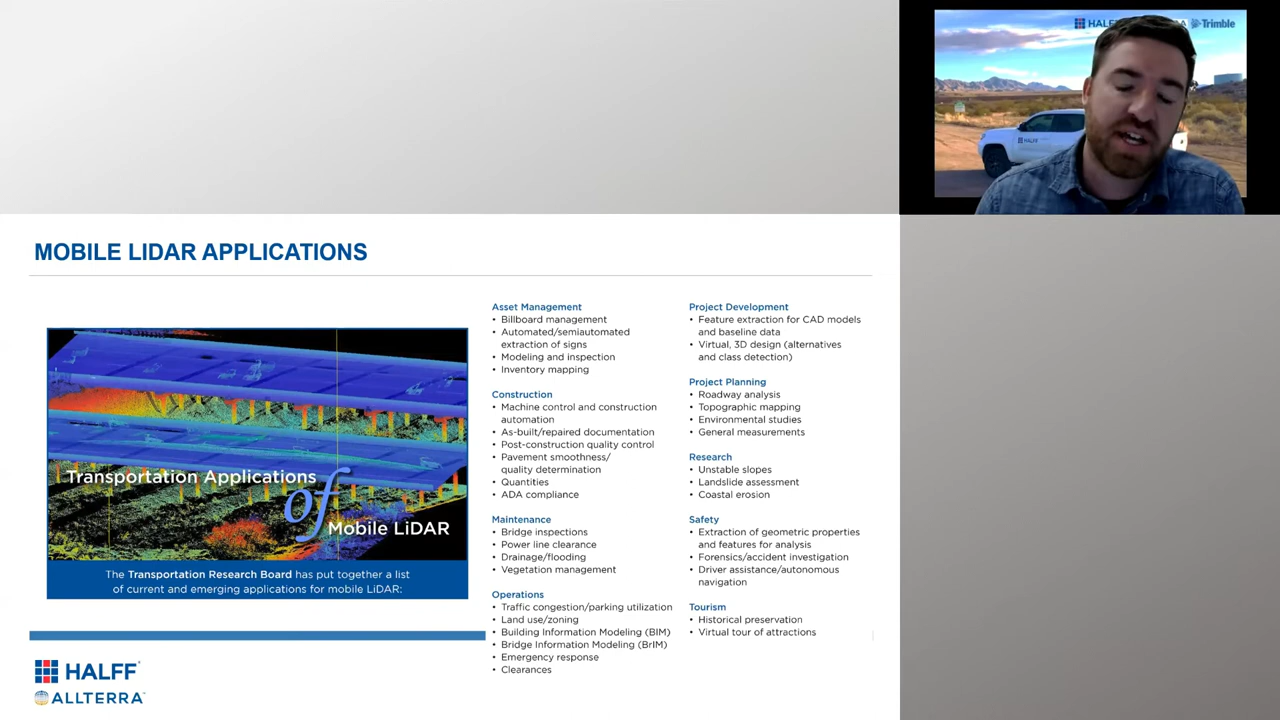 HALFF
Trimble
HALFF
MOBILE LIDAR APPLICATIONS
Transportation Applications
of
Mobile LiDAR
The Transportation Research Board has put together a list
of current and emerging applications for mobile LiDAR:
Asset Management
• Billboard management
• Automated/semiautomated
extraction of signs
• Modeling and inspection
• Inventory mapping
Construction
• Machine control and construction
automation
• As-built/repaired documentation
• Post-construction quality control
• Pavement smoothness/
quality determination
• Quantities
• ADA compliance
Maintenance
• Bridge inspections
• Power line clearance
• Drainage/flooding
• Vegetation management
Operations
• Traffic congestion/parking utilization
• Land use/zoning
• Building Information Modeling (BIM)
• Bridge Information Modeling (BrIM)
• Emergency response
• Clearances
Project Development
• Feature extraction for CAD models
and baseline data
• Virtual, 3D design (alternatives
and class detection)
Project Planning
• Roadway analysis
• Topographic mapping
• Environmental studies
• General measurements
Research
• Unstable slopes
• Landslide assessment
• Coastal erosion
Safety
• Extraction of geometric properties
and features for analysis
• Forensics/accident investigation
• Driver assistance/autonomous
navigation
Tourism
• Historical preservation
• Virtual tour of attractions
HALFF
ALLTERRA